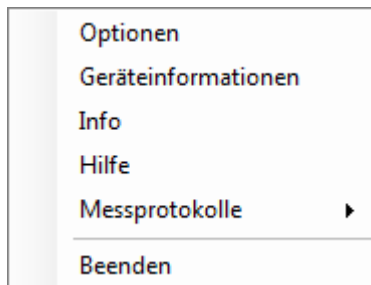 Optionen
Geräteinformationen
Info
Hilfe
Messprotokolle
Beenden